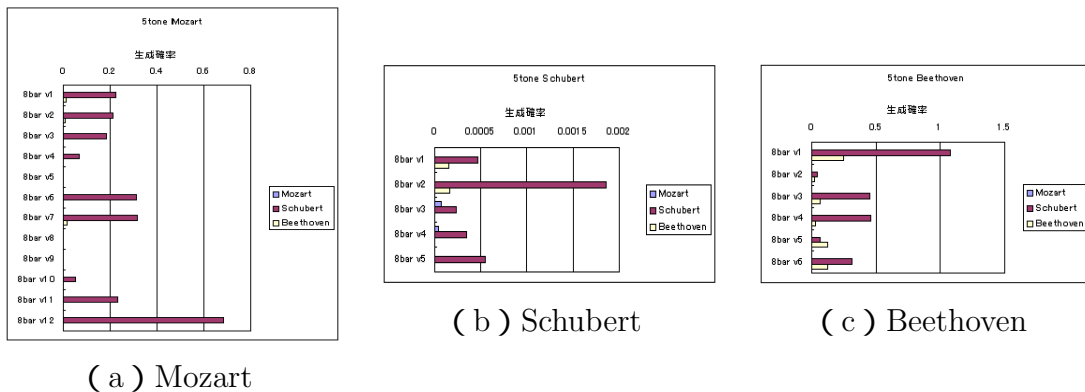 5tone Mozart
生成確率
0 0.2 0.4 0.6 0.8
8bar v1
8bar v2
8bar v3
8bar v4
8bar v5
8bar v6
8bar v7
8bar v8
8bar v9
8bar v10
8bar v11
8bar v12
Mozart
Schubert
Beethoven
(a) Mozart
5tone Schubert
生成確率
0 0.0005 0.001 0.0015 0.002
8bar v1
8bar v2
8bar v3
8bar v4
8bar v5
Mozart
Schubert
Beethoven
(b) Schubert
5tone Beethoven
生成確率
0 0.5 1 1.5
8bar v1
8bar v2
8bar v3
8bar v4
8bar v5
8bar v6
Mozart
Schubert
Beethoven
(c) Beethoven